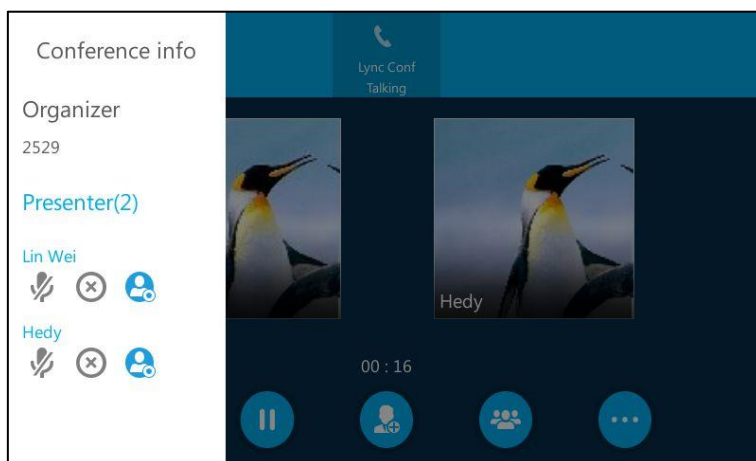 Conference info
Organizer
2529
Presenter(2)
Lin Wei
Hedy
Lync Conf
Talking
Hedy
00 : 16